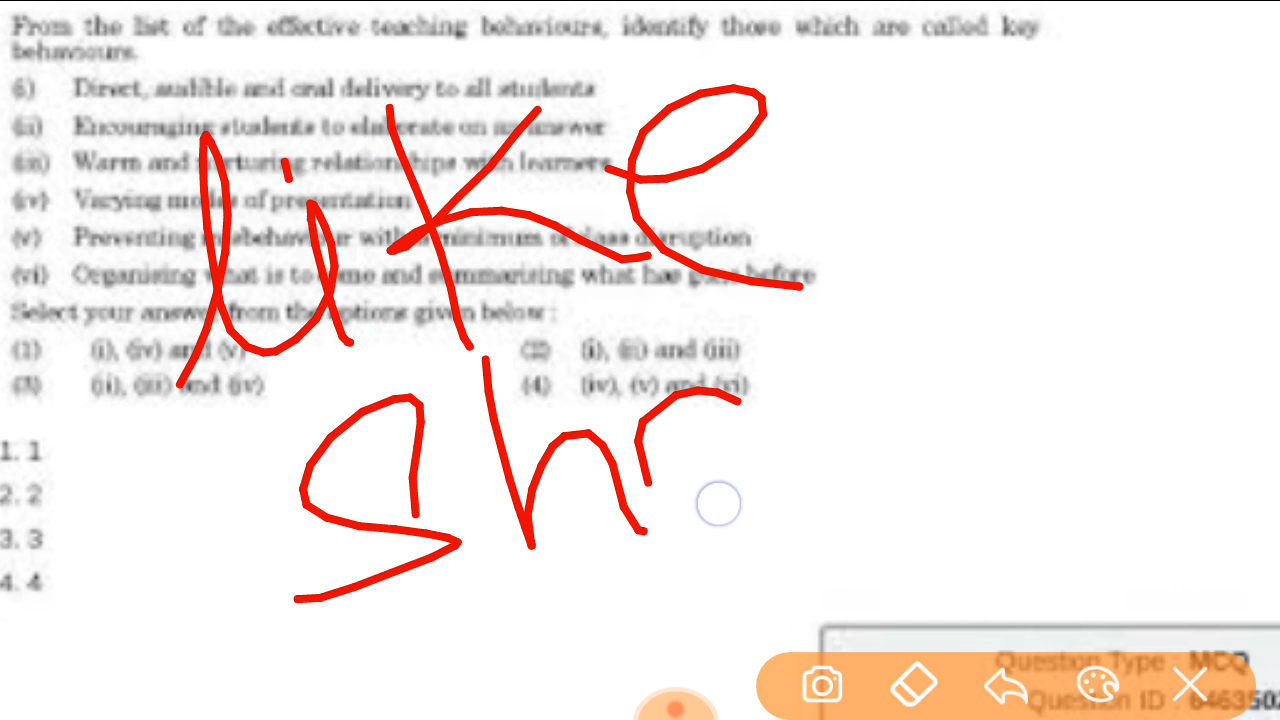 From the list of the effective teaching behaviours, identify those which are called key
behaviours.
(i) Direct, audible and oral delivery to all students
(ii) Encouraging students to elaborate on an answer
(iii) Warm and nurturing relationships with learners
(iv) Varying modes of presentation
(v) Preventing misbehaviour with a minimum of class disruption
(vi) Organising what is to come and summarizing what has gone before
Select your answer from the options given below :
(1) (i), (iv) and (v) (2) (i), (ii) and (iii)
(3) (ii), (iii) and (iv) (4) (iv), (v) and (vi)
like
Shr
1. 1
2. 2
3. 3
4. 4
Question Type : MCQ
Question ID : 6463502